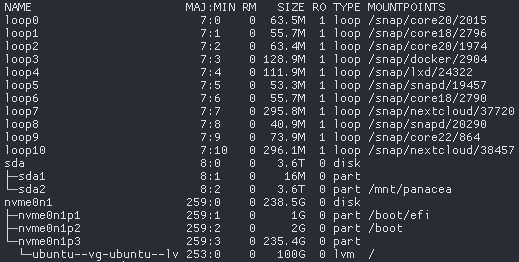 NAME                      MAJ:MIN RM   SIZE RO TYPE MOUNTPOINTS
loop0                       7:0    0  63.5M  1 loop /snap/core20/2015
loop1                       7:1    0  55.7M  1 loop /snap/core18/2796
loop2                       7:2    0  63.4M  1 loop /snap/core20/1974
loop3                       7:3    0 128.9M  1 loop /snap/docker/2904
loop4                       7:4    0 111.9M  1 loop /snap/lxd/24322
loop5                       7:5    0  53.3M  1 loop /snap/snapd/19457
loop6                       7:6    0  55.7M  1 loop /snap/core18/2790
loop7                       7:7    0 295.8M  1 loop /snap/nextcloud/37720
loop8                       7:8    0  40.9M  1 loop /snap/snapd/20290
loop9                       7:9    0  73.9M  1 loop /snap/core22/864
loop10                      7:10   0 296.1M  1 loop /snap/nextcloud/38457
sda                         8:0    0   3.6T  0 disk
├─sda1                      8:1    0    16M  0 part
└─sda2                      8:2    0   3.6T  0 part /mnt/panacea
nvme0n1                   259:0    0 238.5G  0 disk
├─nvme0n1p1               259:1    0     1G  0 part /boot/efi
├─nvme0n1p2               259:2    0     2G  0 part /boot
└─nvme0n1p3               259:3    0 235.4G  0 part
  └─ubuntu--vg-ubuntu--lv 253:0    0   100G  0 lvm  /